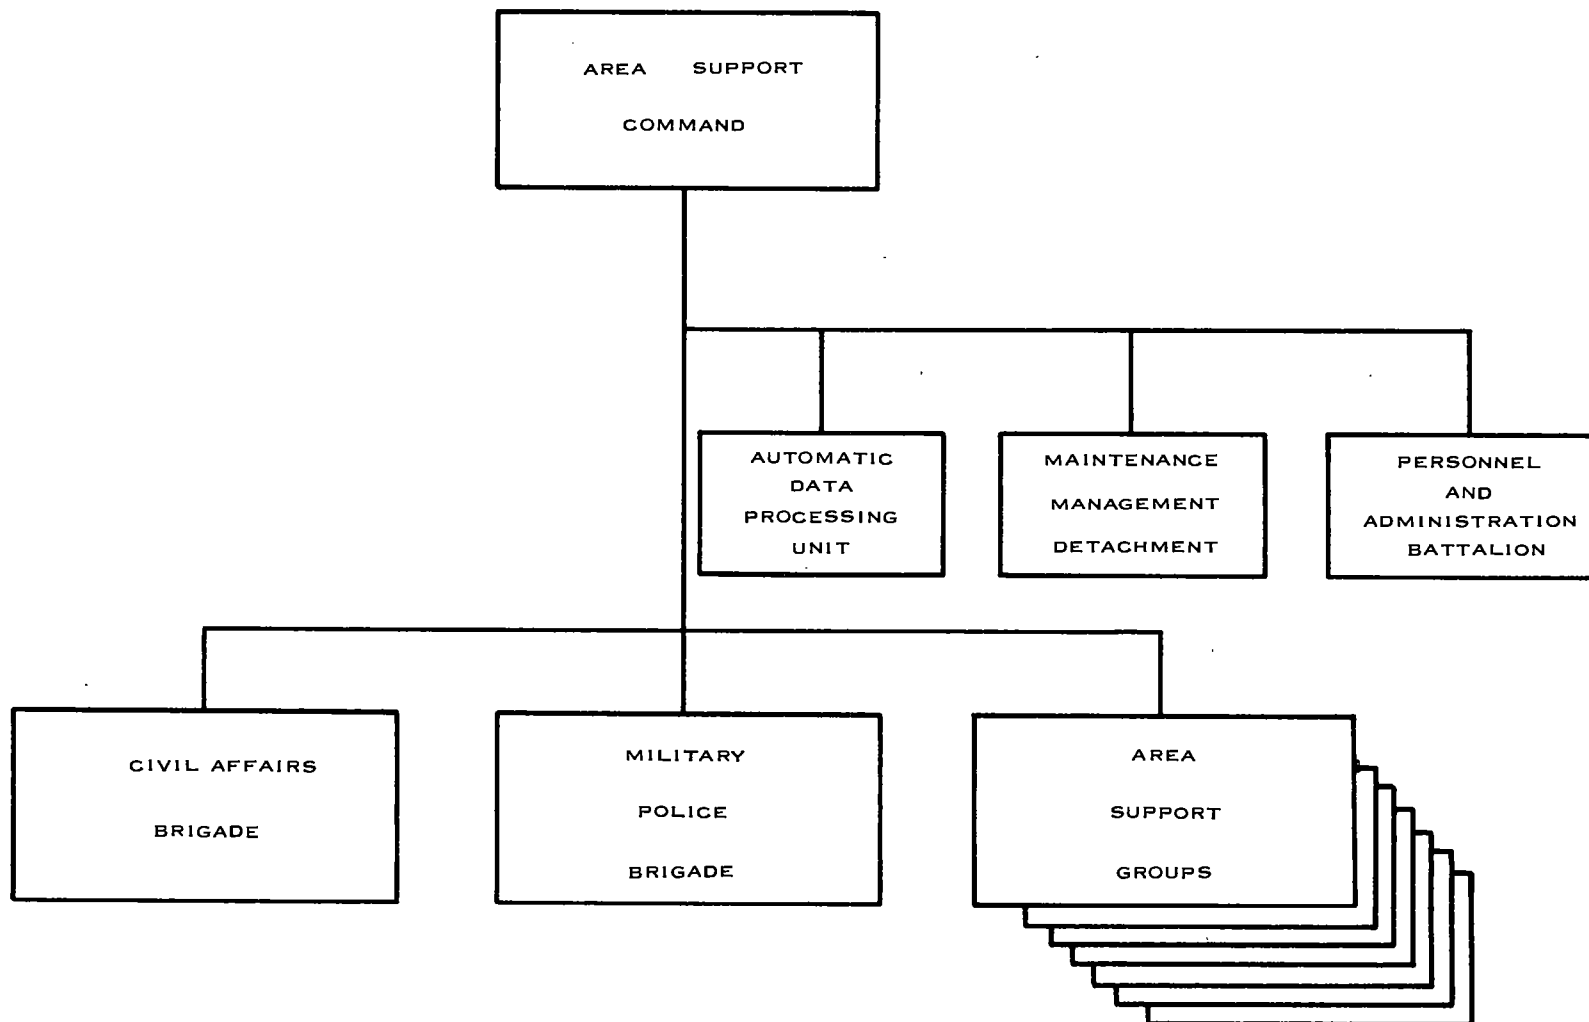 AREA SUPPORT
COMMAND
AUTOMATIC
DATA
PROCESSING
UNIT
MAINTENANCE
MANAGEMENT
DETACHMENT
PERSONNEL
AND
ADMINISTRATION
BATTALION
CIVIL AFFAIRS
BRIGADE
MILITARY
POLICE
BRIGADE
AREA
SUPPORT
GROUPS